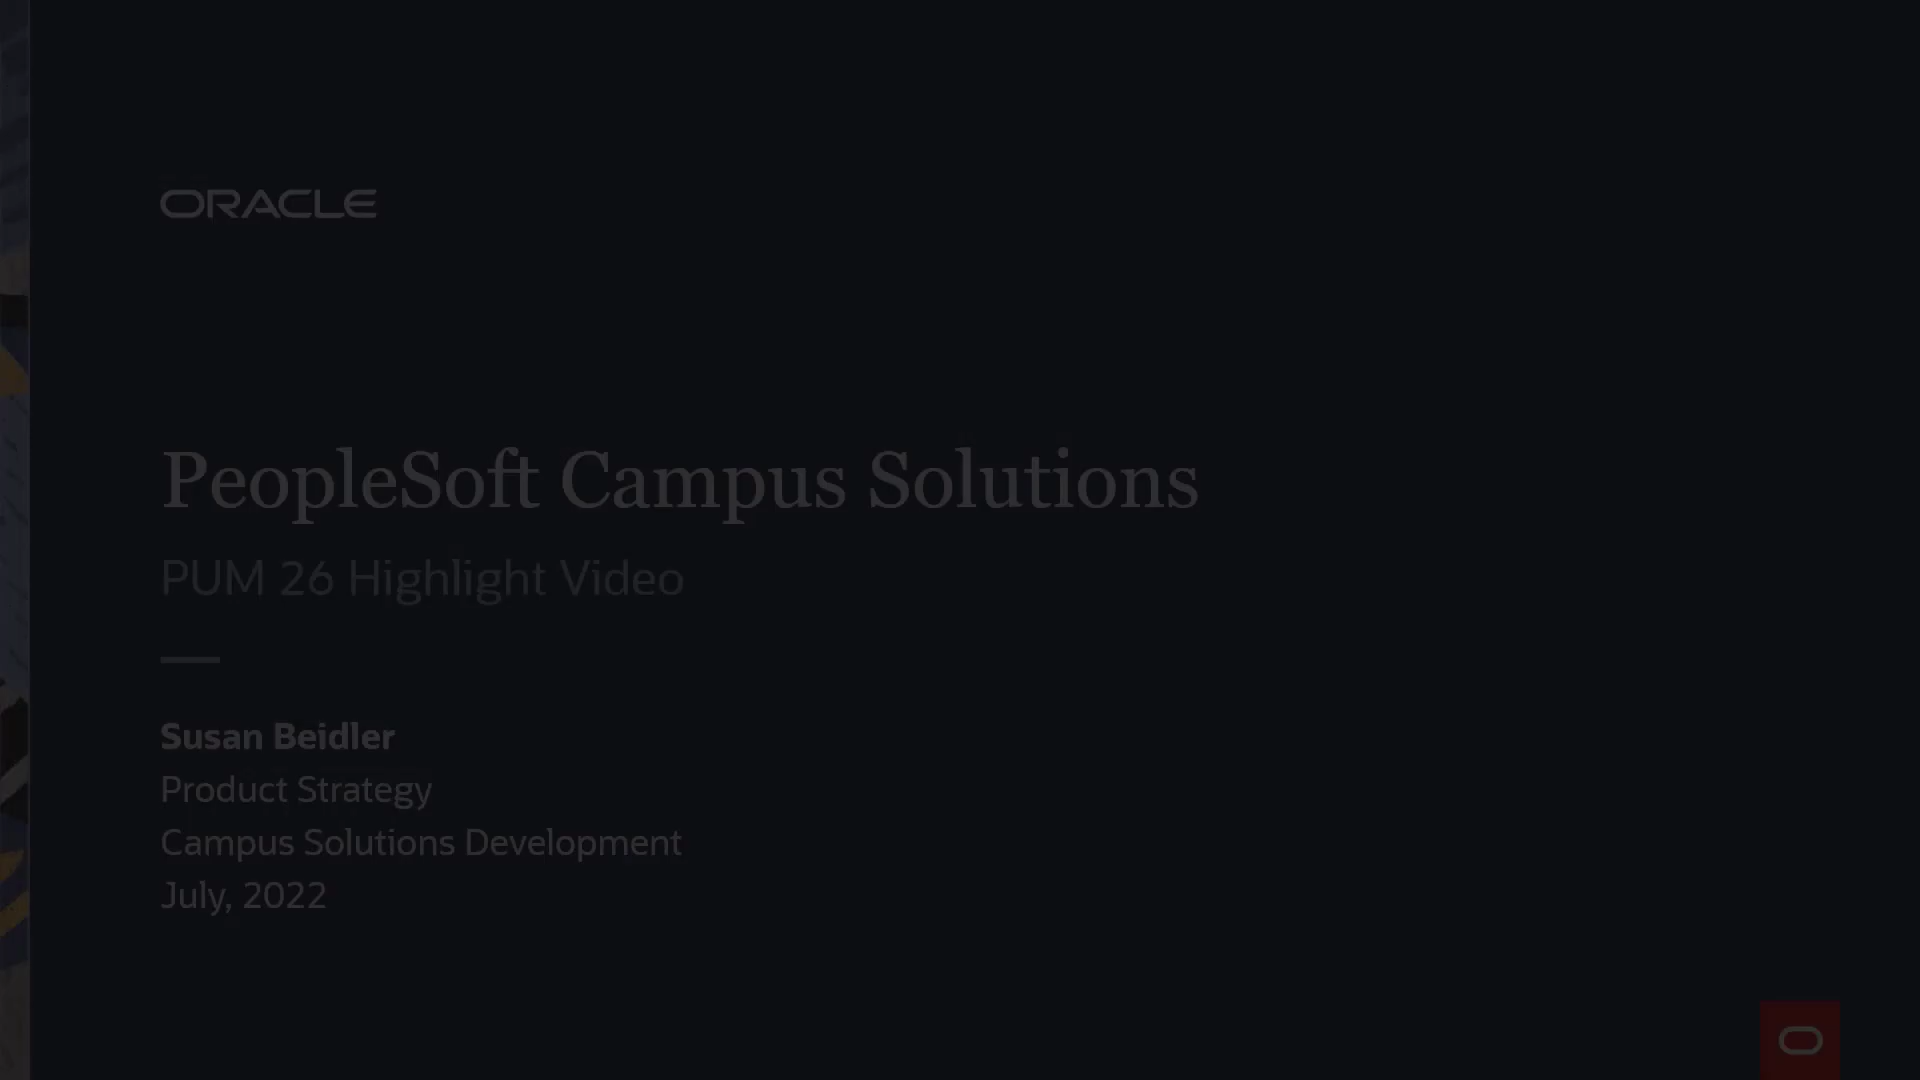 ORACLE
PeopleSoft Campus Solutions
PUM 26 Highlight Video
Susan Beidler
Product Strategy
Campus Solutions Development
July, 2022